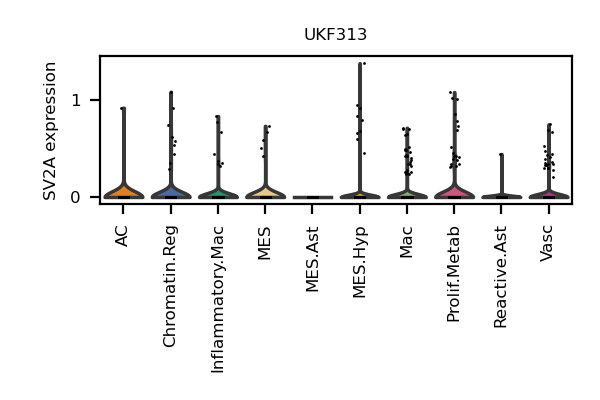 UKF313
SV2A expression
1
0
AC
Chromatin.Reg
Inflammatory.Mac
MES
MES.Ast
MES.Hyp
Mac
Prolif.Metab
Reactive.Ast
Vasc